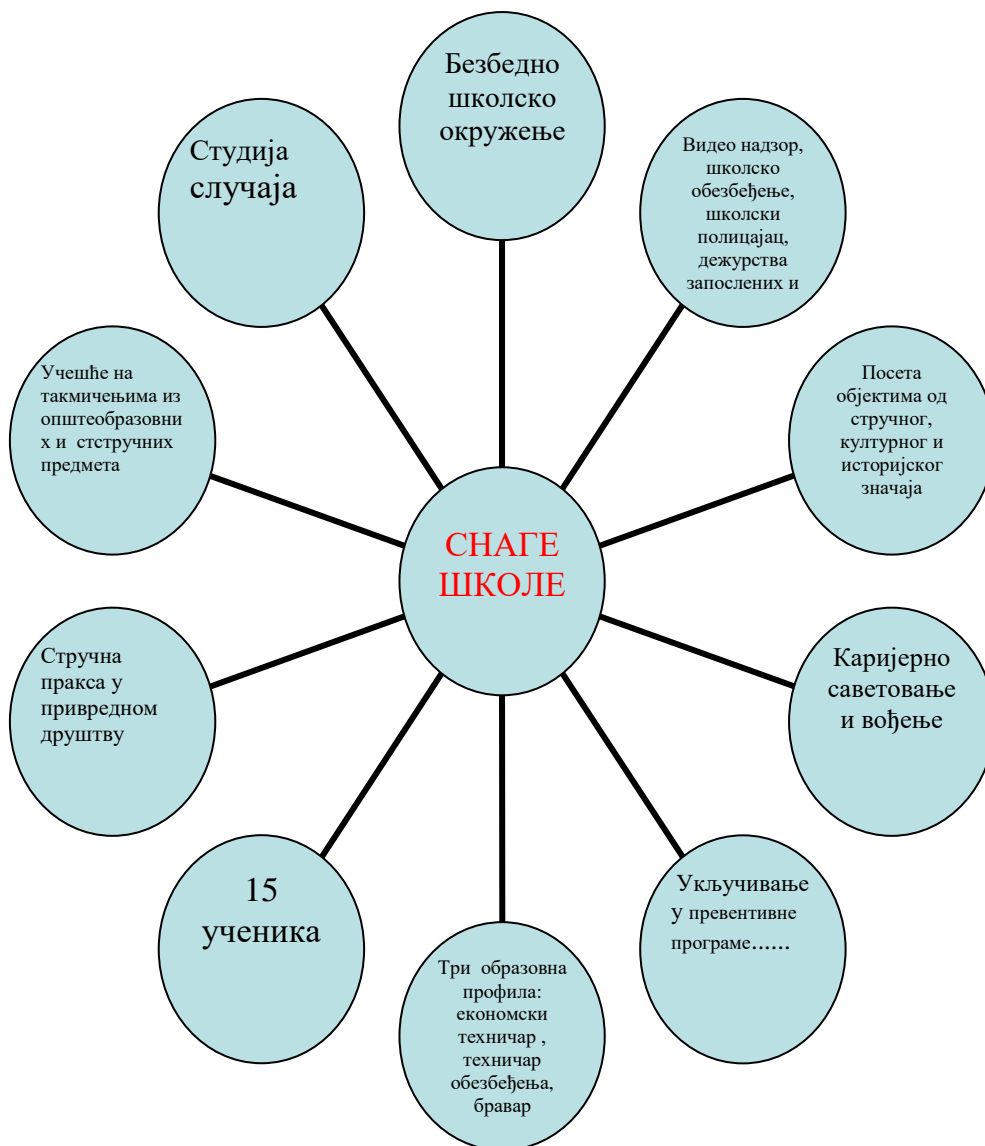 Безбедно
школско
окружење
Видео надзор,
школско
обезбеђење,
школски
полицајац,
дежурства
запослених и
Посета
објектима од
стручног,
културног и
историјског
значаја
Каријерно
саветовање
и вођење
Укључивање
у превентивне
програме......
Три образовна
профила:
економски
техничар ,
техничар
обезбеђења,
бравар
15
ученика
Стручна
пракса у
привредном
друштву
Учешће на
такмичењима из
општеобразовни
х и стстручних
предмета
Студија
случаја
СНАГЕ
ШКОЛЕ